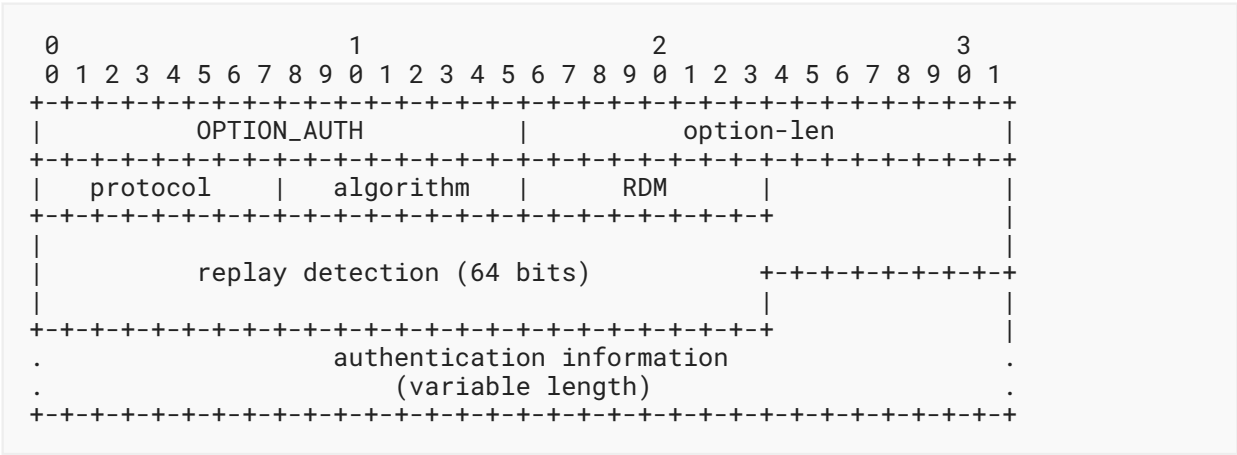 0                   1                   2                   3
 0 1 2 3 4 5 6 7 8 9 0 1 2 3 4 5 6 7 8 9 0 1 2 3 4 5 6 7 8 9 0 1
+-+-+-+-+-+-+-+-+-+-+-+-+-+-+-+-+-+-+-+-+-+-+-+-+-+-+-+-+-+-+-+-+
|          OPTION_AUTH          |          option-len           |
+-+-+-+-+-+-+-+-+-+-+-+-+-+-+-+-+-+-+-+-+-+-+-+-+-+-+-+-+-+-+-+-+
|   protocol    |   algorithm   |      RDM      |               |
+-+-+-+-+-+-+-+-+-+-+-+-+-+-+-+-+-+-+-+-+-+-+-+-+               |
|                                                               |
|          replay detection (64 bits)           +-+-+-+-+-+-+-+-+
|                                               |               |
+-+-+-+-+-+-+-+-+-+-+-+-+-+-+-+-+-+-+-+-+-+-+-+-+               |
.                   authentication information                  .
.                       (variable length)                       .
+-+-+-+-+-+-+-+-+-+-+-+-+-+-+-+-+-+-+-+-+-+-+-+-+-+-+-+-+-+-+-+-+